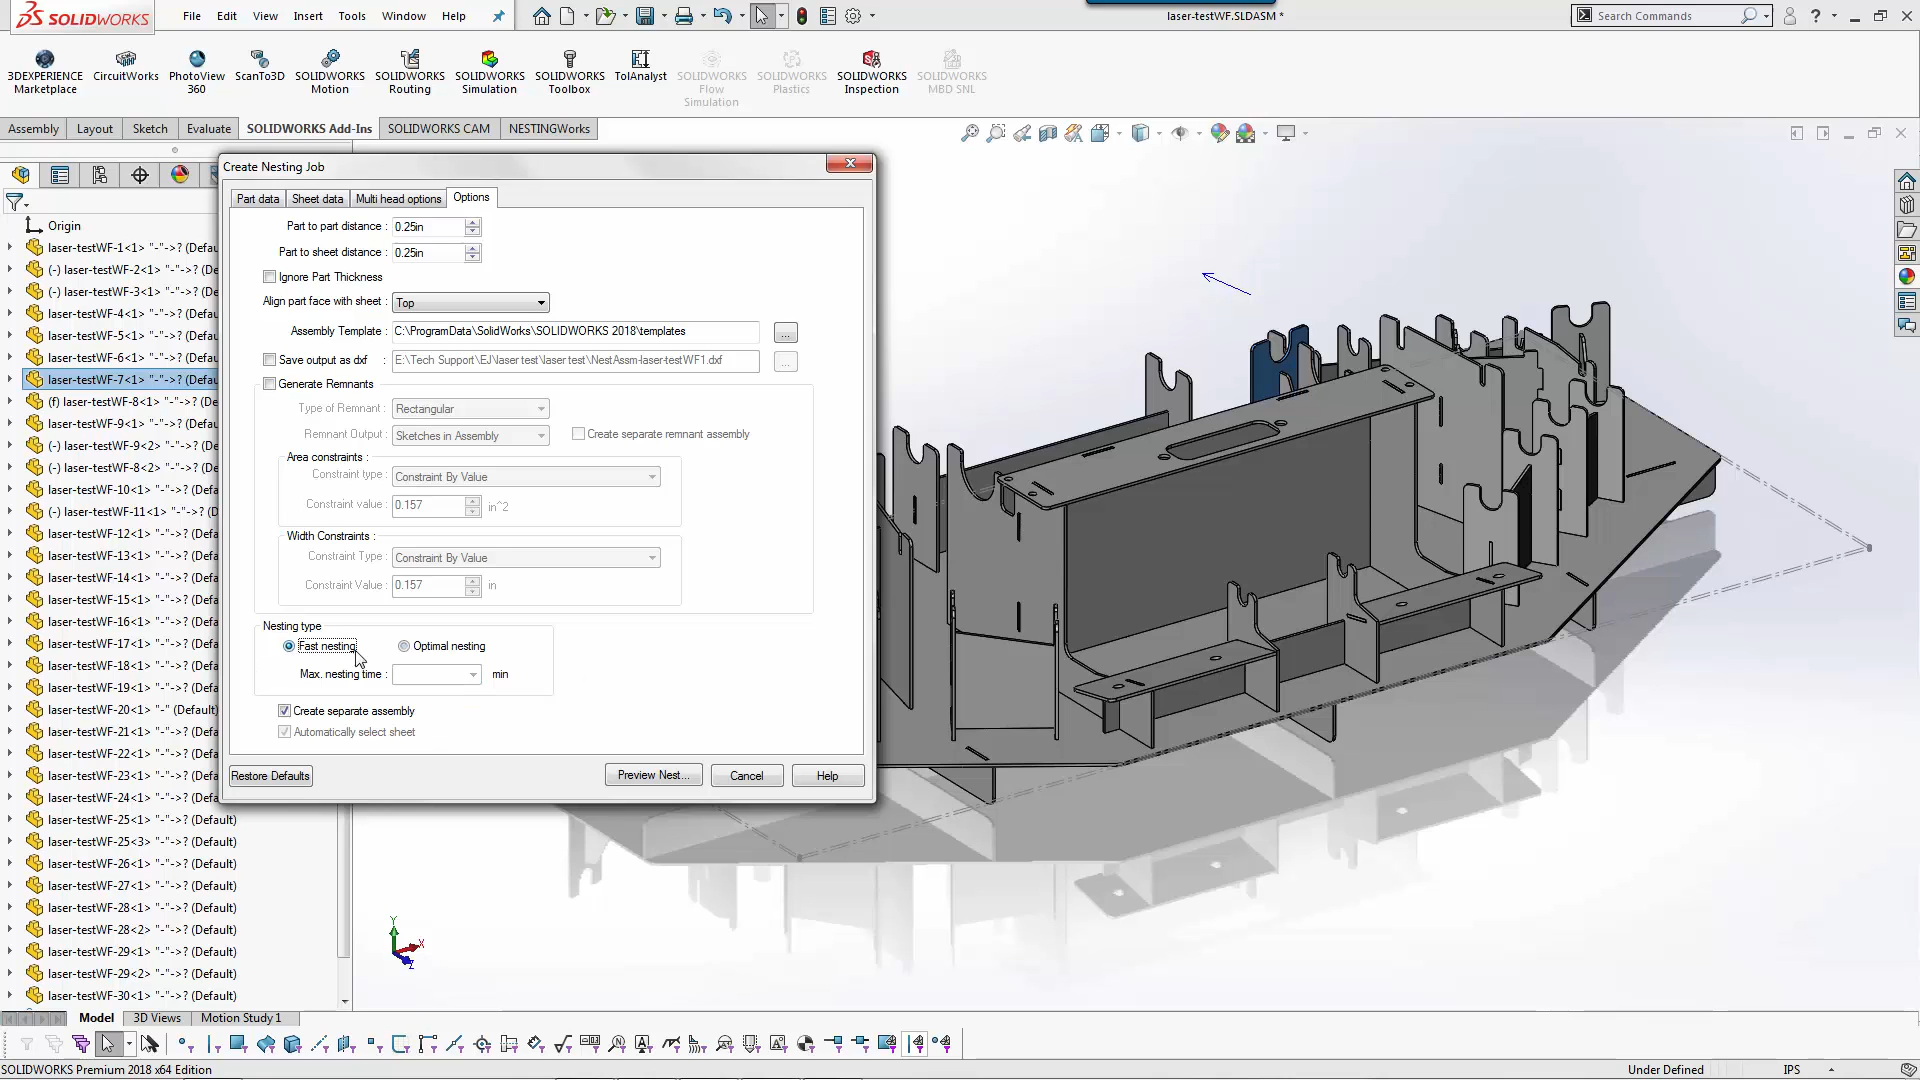 SOLIDWORKS
File Edit View Insert Tools Window Help
laser-testWF.SLDASM *
Search Commands
3DEXPERIENCE Marketplace
CircuitWorks
PhotoView 360
ScanTo3D
SOLIDWORKS Motion
SOLIDWORKS Routing
SOLIDWORKS Simulation
SOLIDWORKS Toolbox
TolAnalyst
SOLIDWORKS Flow Simulation
SOLIDWORKS Plastics
SOLIDWORKS Inspection
SOLIDWORKS MBD SNL
Assembly Layout Sketch Evaluate SOLIDWORKS Add-Ins SOLIDWORKS CAM NESTINGWorks
Origin
laser-testWF-1<1> "-"->? (Defau
(-) laser-testWF-2<1> "-"->? (De
(-) laser-testWF-3<1> "-"->? (De
laser-testWF-4<1> "-"->? (Defau
laser-testWF-5<1> "-"->? (Defau
laser-testWF-6<1> "-"->? (Defau
laser-testWF-7<1> "-"->? (Defau
(f) laser-testWF-8<1> "-"->? (De
laser-testWF-9<1> "-"->? (Defau
(-) laser-testWF-9<2> "-"->? (De
(-) laser-testWF-8<2> "-"->? (De
laser-testWF-10<1> "-"->? (Defa
(-) laser-testWF-11<1> "-"->? (D
laser-testWF-12<1> "-"->? (Defa
laser-testWF-13<1> "-"->? (Defa
laser-testWF-14<1> "-"->? (Defa
laser-testWF-15<1> "-"->? (Defa
laser-testWF-16<1> "-"->? (Defa
laser-testWF-17<1> "-"->? (Defa
laser-testWF-18<1> "-"->? (Defa
laser-testWF-19<1> "-"->? (Defa
laser-testWF-20<1> "-" (Default)
laser-testWF-21<1> "-"->? (Defa
laser-testWF-22<1> "-"->? (Defa
laser-testWF-23<1> "-"->? (Defa
laser-testWF-24<1> "-"->? (Defa
laser-testWF-25<1> "-"->? (Default)
laser-testWF-25<3> "-"->? (Default)
laser-testWF-26<1> "-"->? (Default)
laser-testWF-27<1> "-"->? (Default)
laser-testWF-28<1> "-"->? (Default)
laser-testWF-28<2> "-"->? (Default)
laser-testWF-29<1> "-"->? (Default)
laser-testWF-29<2> "-"->? (Default)
laser-testWF-30<1> "-"->? (Default)
Create Nesting Job
Part data Sheet data Multi head options Options
Part to part distance : 0.25in
Part to sheet distance : 0.25in
Ignore Part Thickness
Align part face with sheet : Top
Assembly Template : C:\ProgramData\SolidWorks\SOLIDWORKS 2018\templates ...
Save output as dxf : E:\Tech Support\EJ\laser test\laser test\NestAssm-laser-testWF1.dxf ...
Generate Remnants
Type of Remnant : Rectangular
Remnant Output : Sketches in Assembly Create separate remnant assembly
Area constraints :
Constraint type : Constraint By Value
Constraint value : 0.157 in^2
Width Constraints :
Constraint Type : Constraint By Value
Constraint Value : 0.157 in
Nesting type
Fast nesting Optimal nesting
Max. nesting time : min
Create separate assembly
Automatically select sheet
Restore Defaults Preview Nest... Cancel Help
Y
X
Z
Model 3D Views Motion Study 1
SOLIDWORKS Premium 2018 x64 Edition
Under Defined IPS